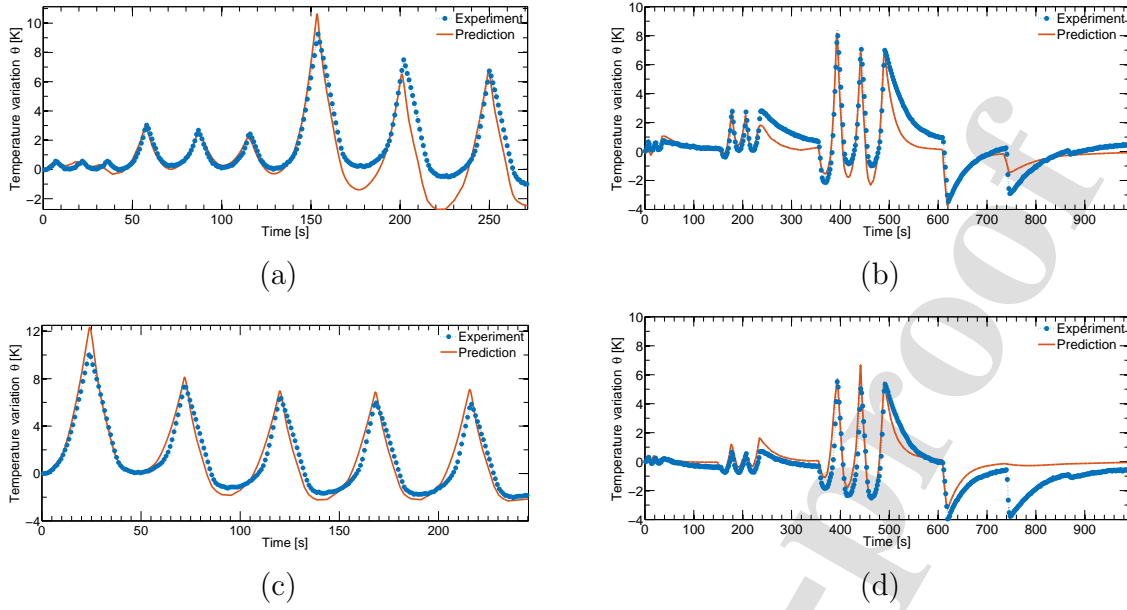 Temperature variation θ [K]
10
8
6
4
2
0
−2
0 50 100 150 200 250
Time [s]
Experiment
Prediction
(a)
Temperature variation θ [K]
10
8
6
4
2
0
−2
−4
0 100 200 300 400 500 600 700 800 900
Time [s]
Experiment
Prediction
(b)
Temperature variation θ [K]
12
8
4
0
−4
0 50 100 150 200
Time [s]
Experiment
Prediction
(c)
Temperature variation θ [K]
10
8
6
4
2
0
−2
−4
0 100 200 300 400 500 600 700 800 900
Time [s]
Experiment
Prediction
(d)
-proof